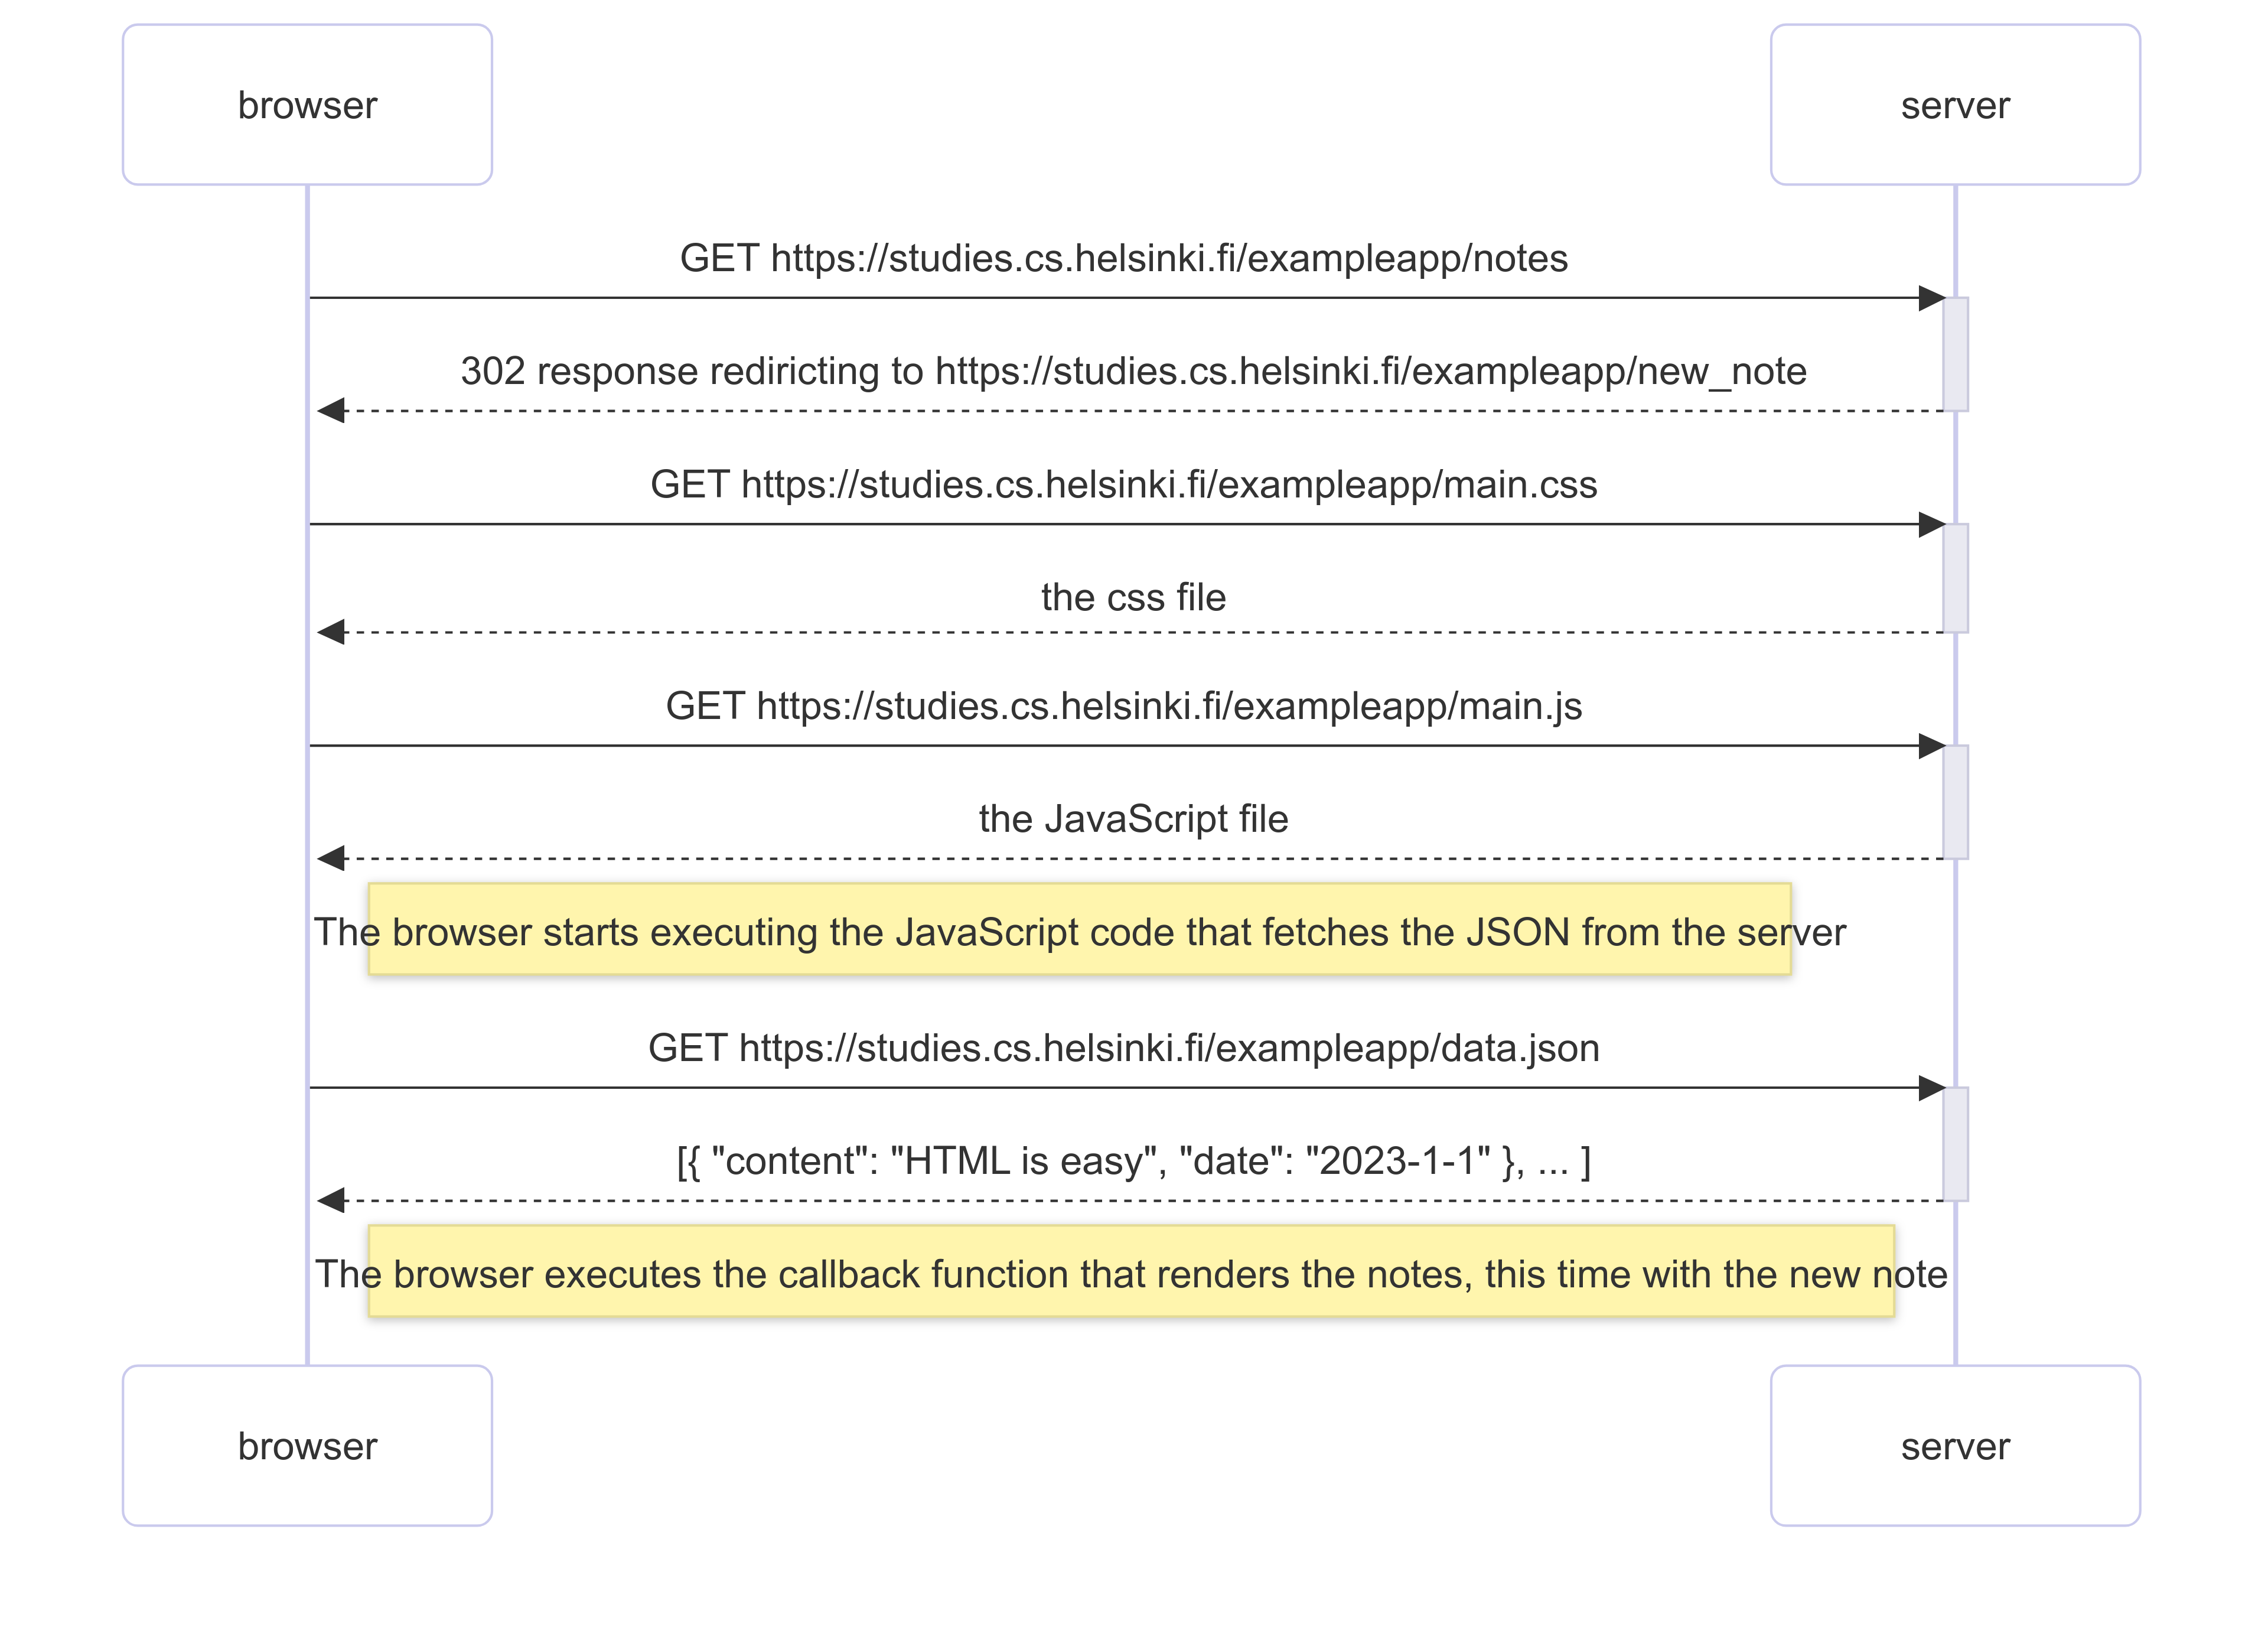 browser
server
GET https://studies.cs.helsinki.fi/exampleapp/notes
302 response rediricting to https://studies.cs.helsinki.fi/exampleapp/new_note
GET https://studies.cs.helsinki.fi/exampleapp/main.css
the css file
GET https://studies.cs.helsinki.fi/exampleapp/main.js
the JavaScript file
The browser starts executing the JavaScript code that fetches the JSON from the server
GET https://studies.cs.helsinki.fi/exampleapp/data.json
[{ "content": "HTML is easy", "date": "2023-1-1" }, ... ]
The browser executes the callback function that renders the notes, this time with the new note
browser
server